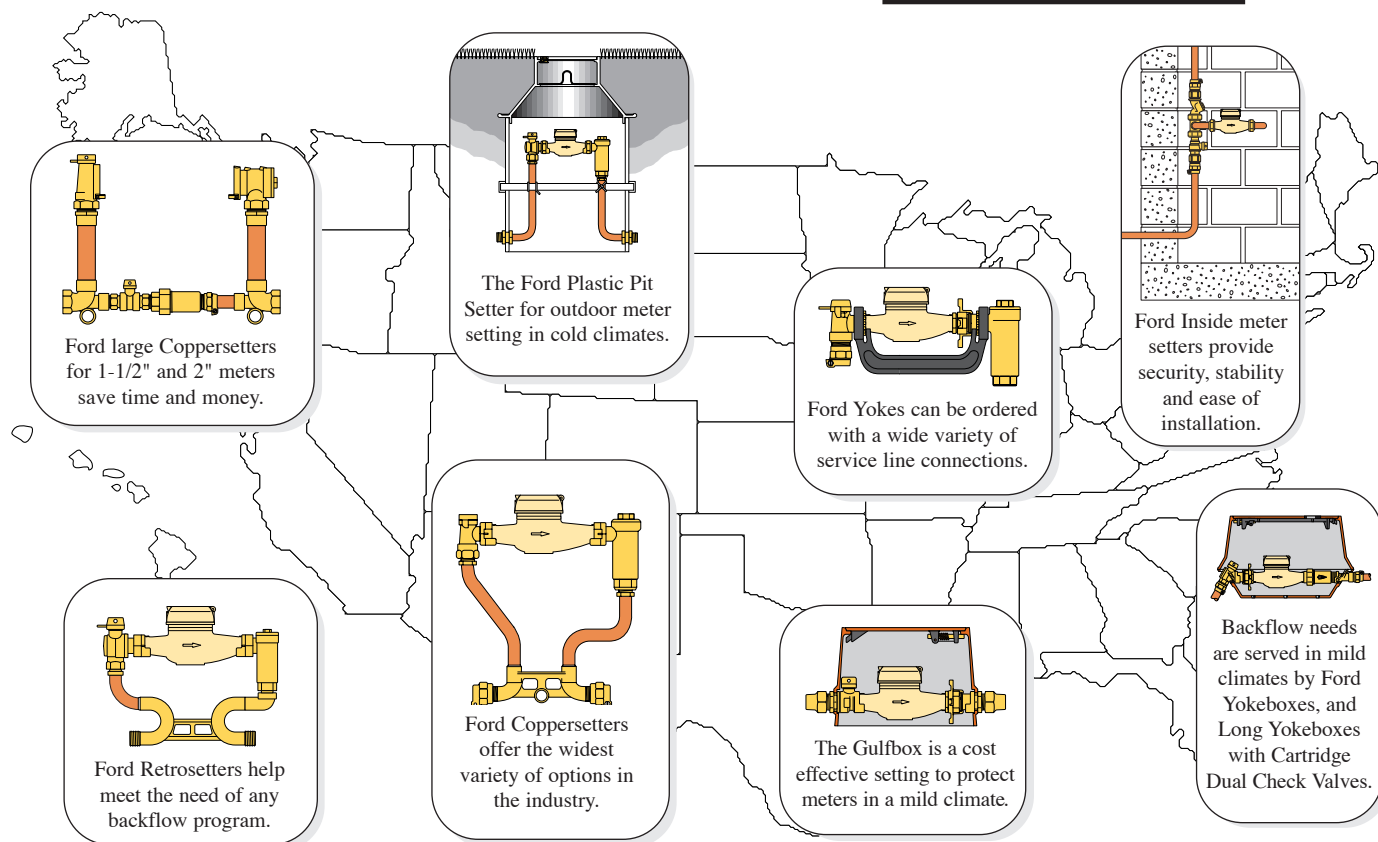 Ford large Coppersetters
for 1-1/2" and 2" meters
save time and money.
The Ford Plastic Pit
Setter for outdoor meter
setting in cold climates.
Ford Yokes can be ordered
with a wide variety of
service line connections.
Ford Inside meter
setters provide
security, stability
and ease of
installation.
Ford Retrosetters help
meet the need of any
backflow program.
Ford Coppersetters
offer the widest
variety of options in
the industry.
The Gulfbox is a cost
effective setting to protect
meters in a mild climate.
Backflow needs
are served in mild
climates by Ford
Yokeboxes, and
Long Yokeboxes
with Cartridge
Dual Check Valves.